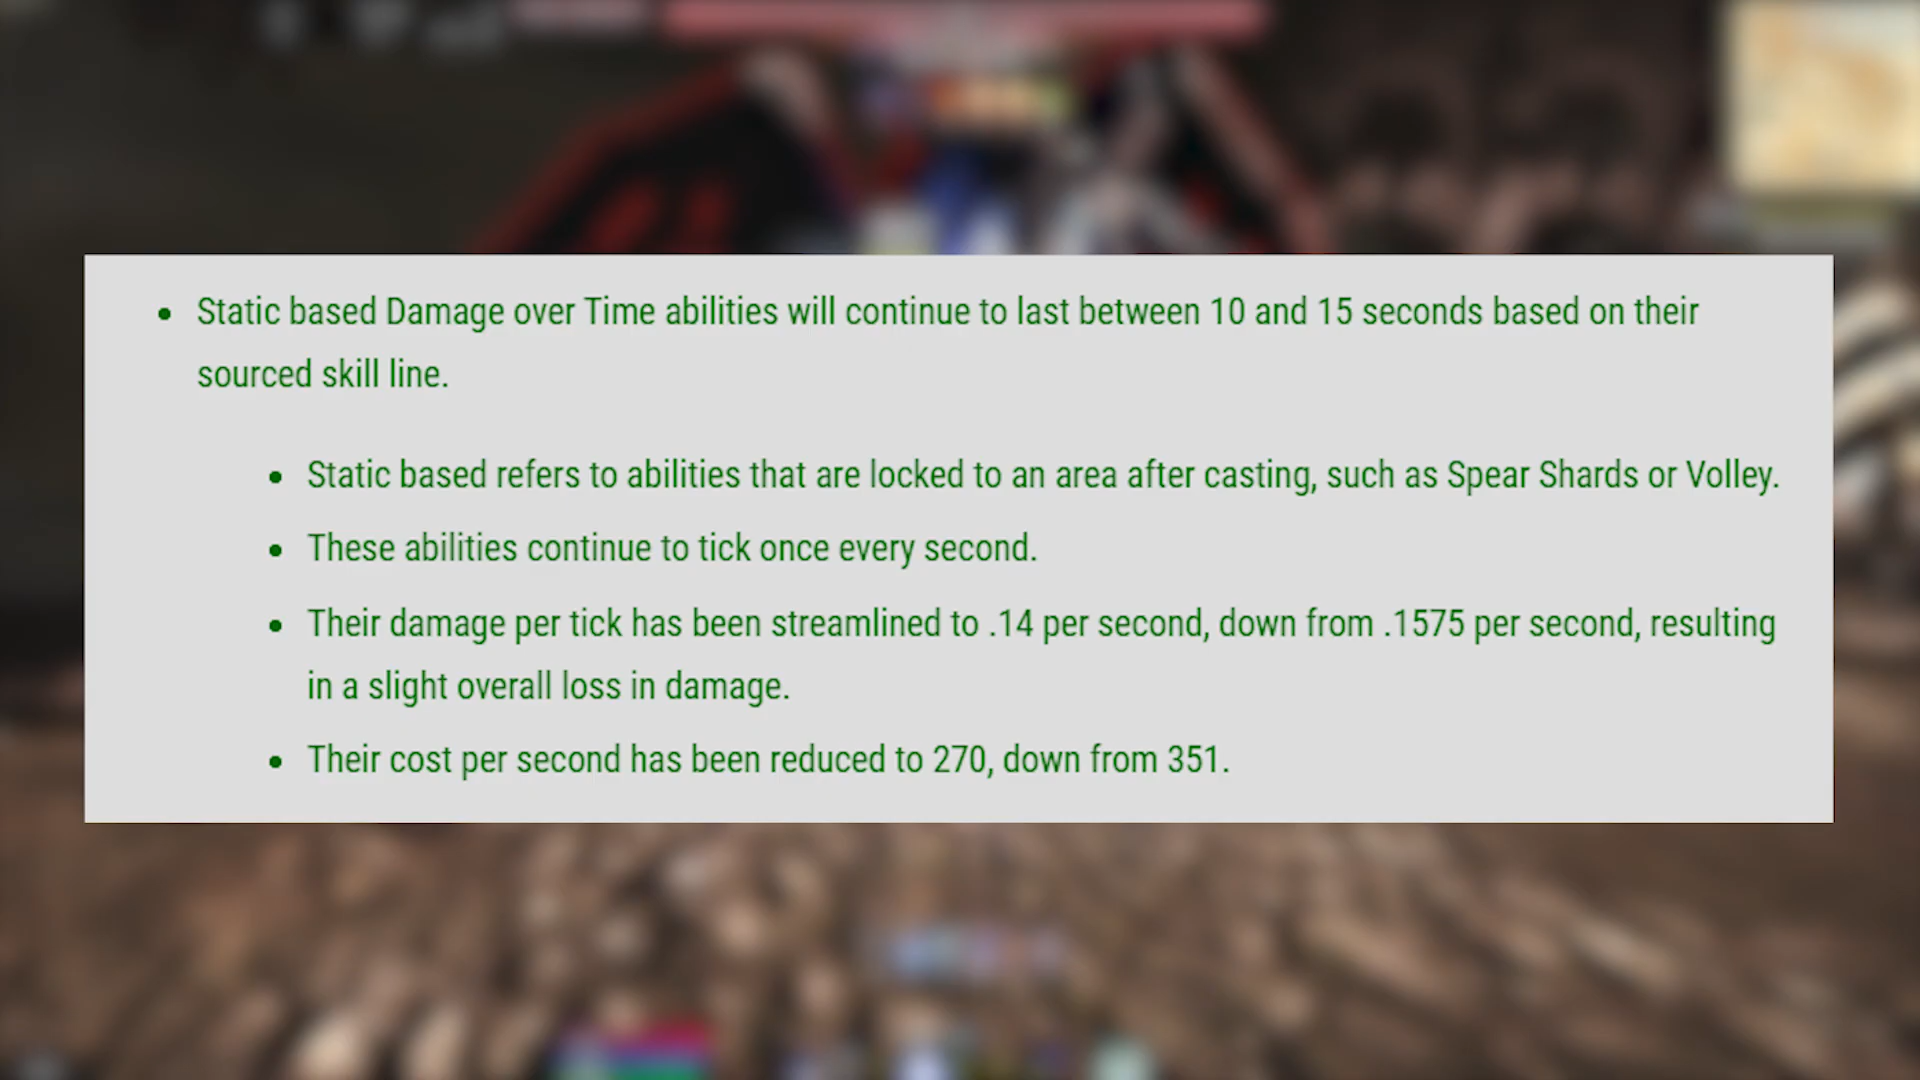 Static based Damage over Time abilities will continue to last between 10 and 15 seconds based on their
sourced skill line.
Static based refers to abilities that are locked to an area after casting, such as Spear Shards or Volley.
These abilities continue to tick once every second.
Their damage per tick has been streamlined to .14 per second, down from .1575 per second, resulting
in a slight overall loss in damage.
Their cost per second has been reduced to 270, down from 351.